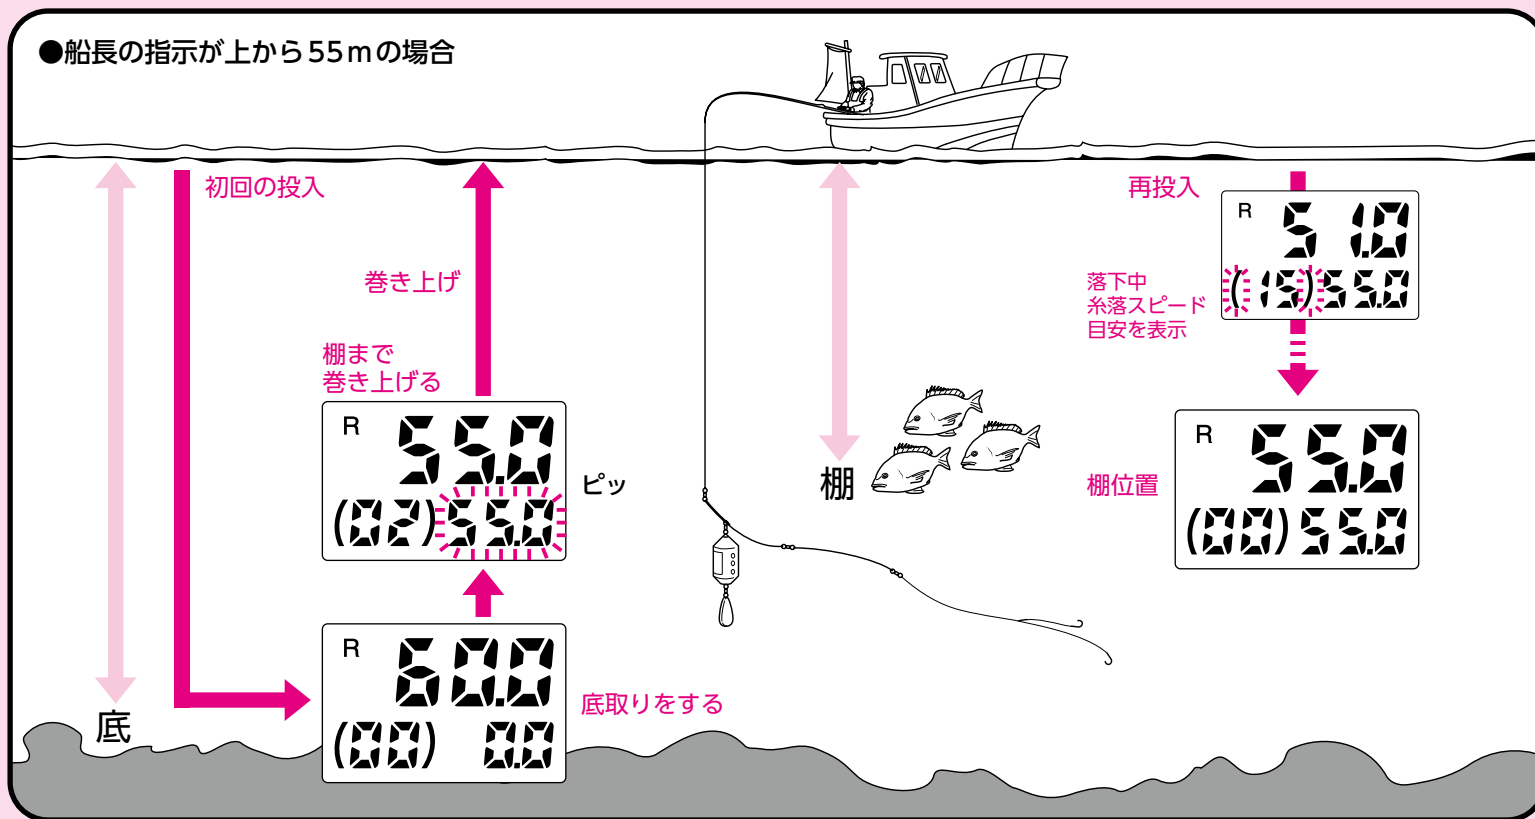 ●船長の指示が上から55mの場合
初回の投入
巻き上げ
棚まで
巻き上げる
R
55.0
(02) 55.0
ピッ
R
60.0
(00) 0.0
底取りをする
底
棚
再投入
R
51.0
(15) 55.0
落下中
糸落スピード
目安を表示
R
55.0
(00) 55.0
棚位置